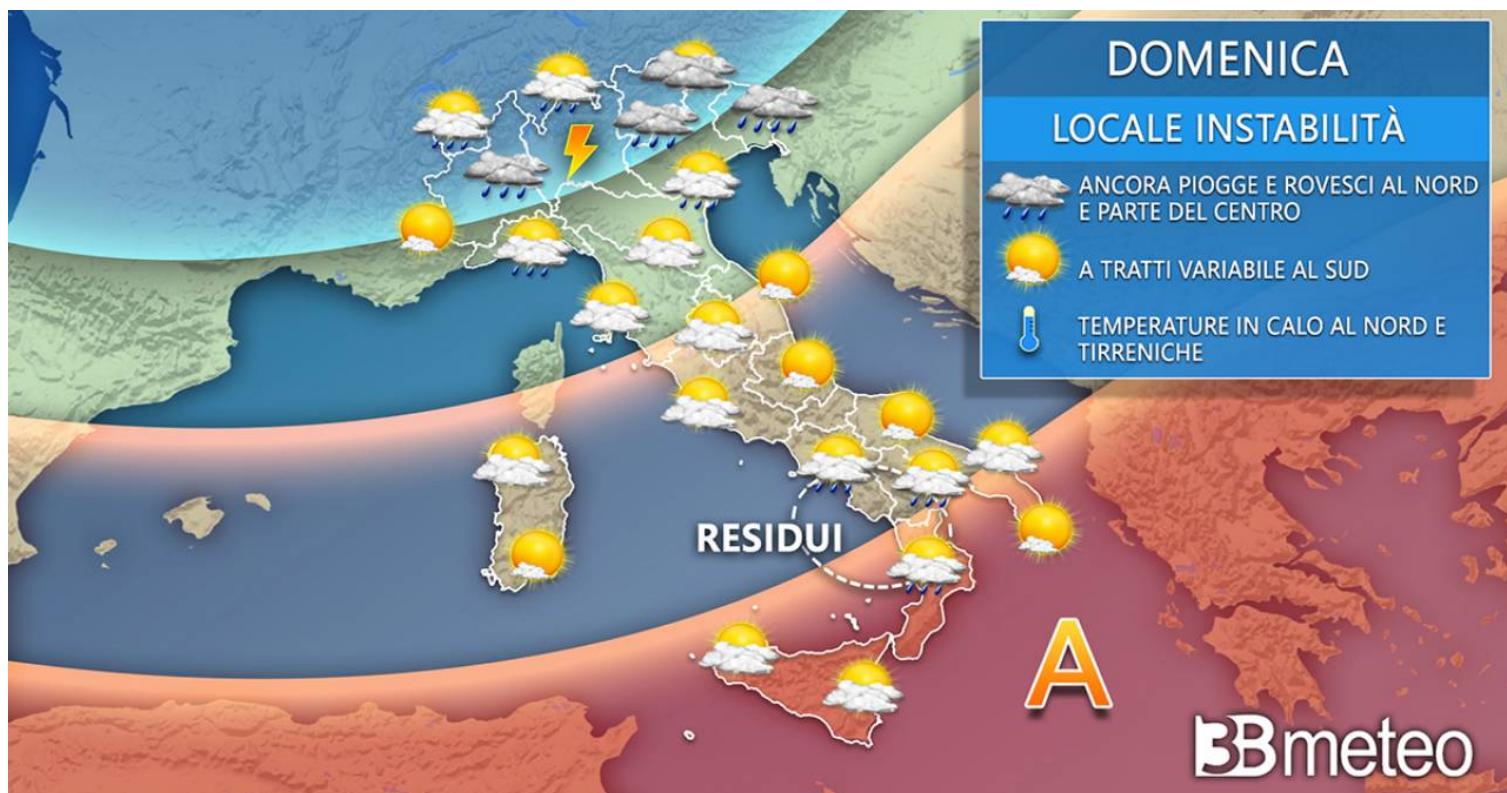 DOMENICA
LOCALE INSTABILITÀ
ANCORA PIOGGE E ROVESCI AL NORD
E PARTE DEL CENTRO
A TRATTI VARIABILE AL SUD
TEMPERATURE IN CALO AL NORD E
TIRRENICHE
RESIDUI
A
3Bmeteo